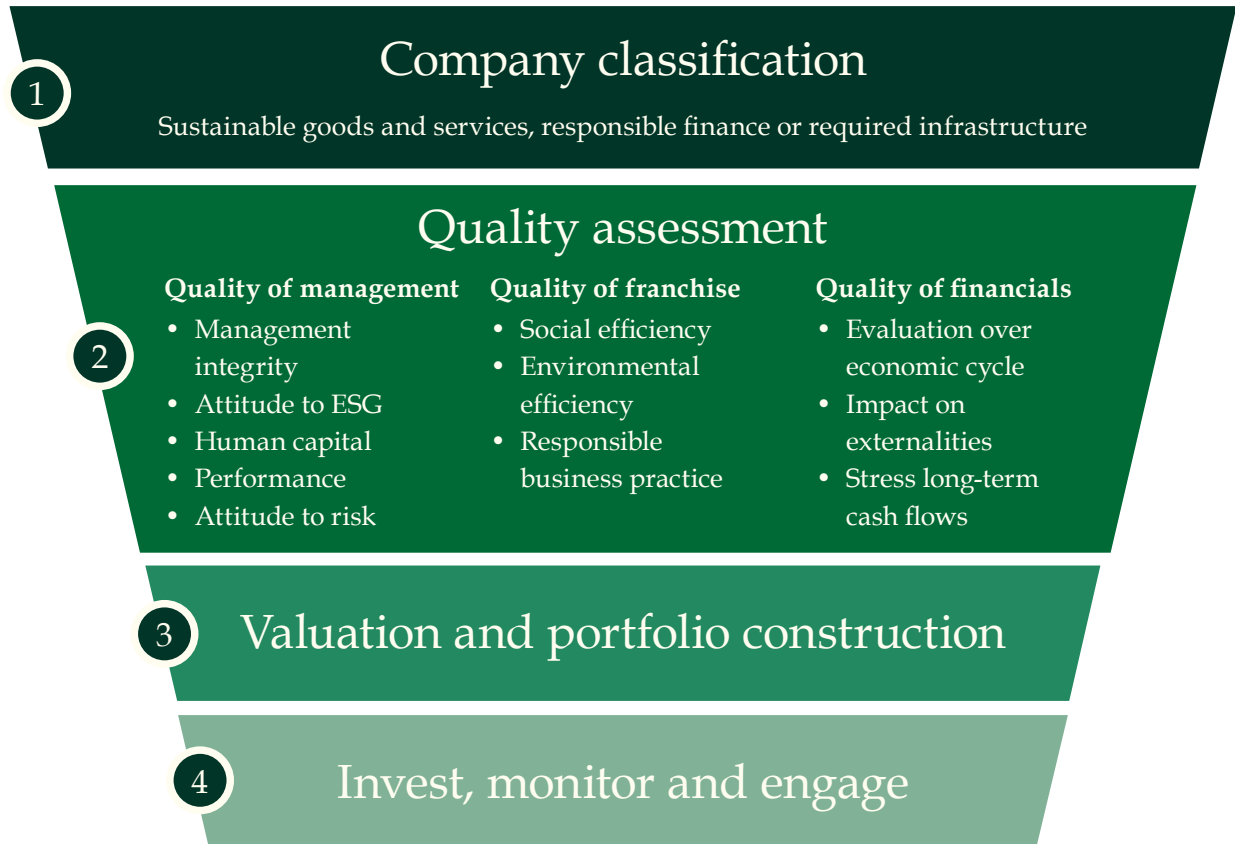 1
Company classification
Sustainable goods and services, responsible finance or required infrastructure
2
Quality assessment
Quality of management
• Management
integrity
• Attitude to ESG
• Human capital
• Performance
• Attitude to risk
Quality of franchise
• Social efficiency
• Environmental
efficiency
• Responsible
business practice
Quality of financials
• Evaluation over
economic cycle
• Impact on
externalities
• Stress long-term
cash flows
3
Valuation and portfolio construction
4
Invest, monitor and engage